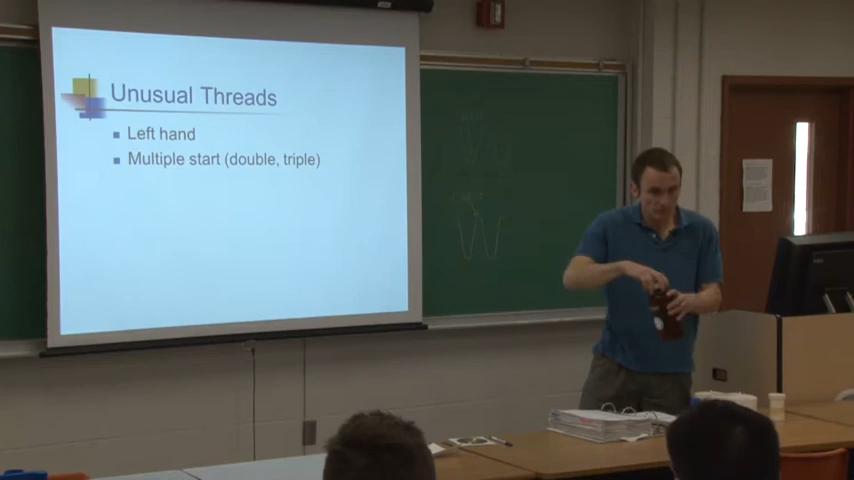 Unusual Threads
Left hand
Multiple start (double, triple)